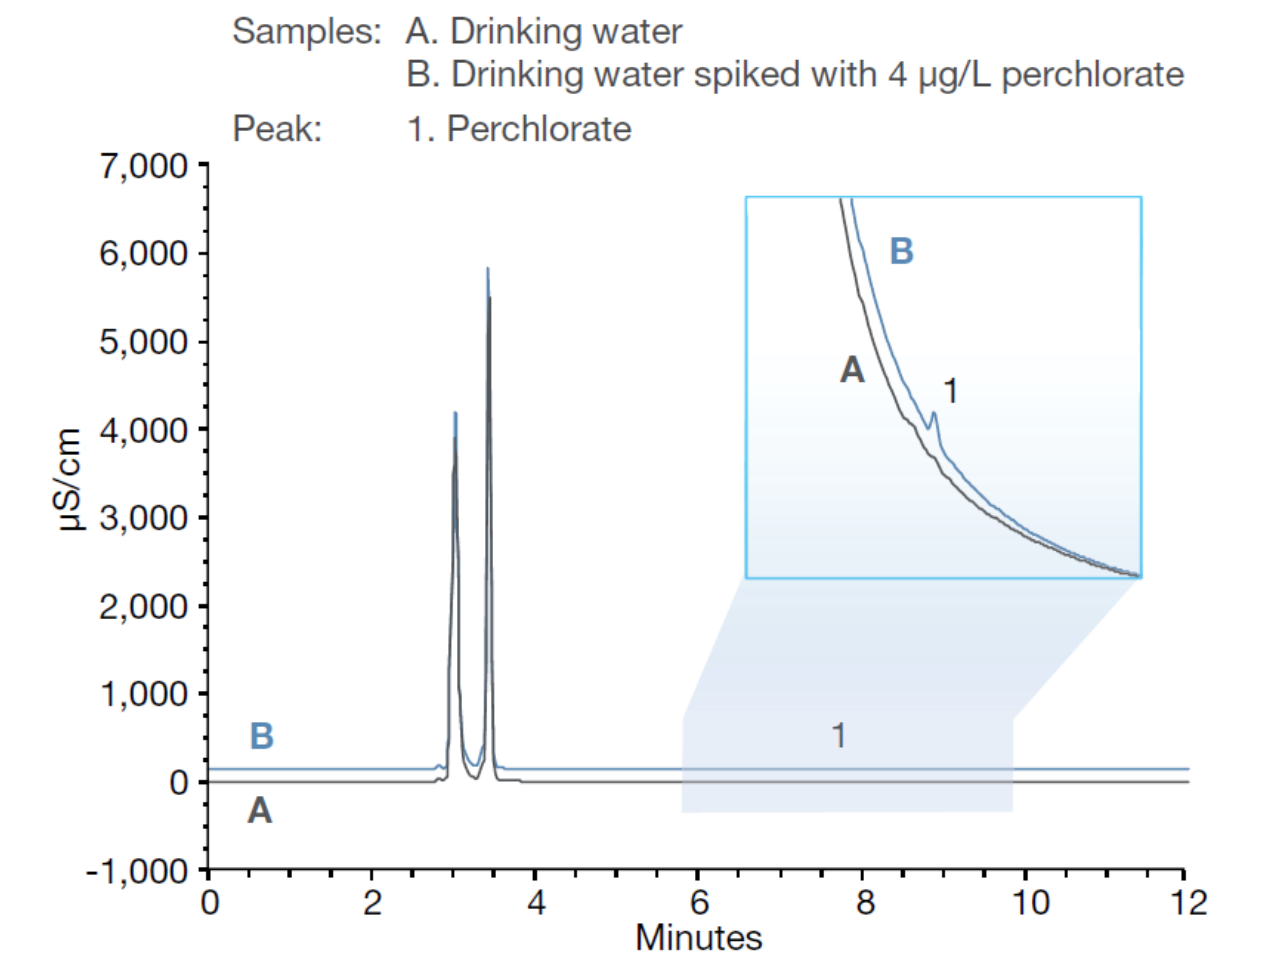 Samples: A. Drinking water
B. Drinking water spiked with 4 µg/L perchlorate
Peak: 1. Perchlorate
7,000
6,000
5,000
4,000
3,000
2,000
1,000
0
-1,000
µS/cm
B
A
1
B
A
1
0 2 4 6 8 10 12
Minutes